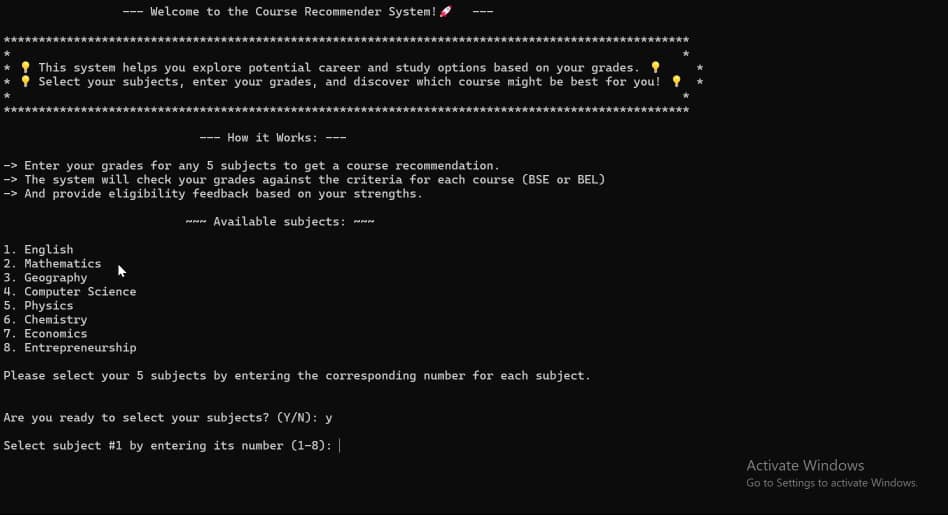 --- Welcome to the Course Recommender System!🚀 ---
**************************************************************************************************
* *
* 💡 This system helps you explore potential career and study options based on your grades. 💡 *
* 💡 Select your subjects, enter your grades, and discover which course might be best for you! 💡 *
* *
**************************************************************************************************
--- How it Works: ---
-> Enter your grades for any 5 subjects to get a course recommendation.
-> The system will check your grades against the criteria for each course (BSE or BEL)
-> And provide eligibility feedback based on your strengths.
~~~ Available subjects: ~~~
1. English
2. Mathematics
3. Geography
4. Computer Science
5. Physics
6. Chemistry
7. Economics
8. Entrepreneurship
Please select your 5 subjects by entering the corresponding number for each subject.
Are you ready to select your subjects? (Y/N): y
Select subject #1 by entering its number (1-8):
Activate Windows
Go to Settings to activate Windows.